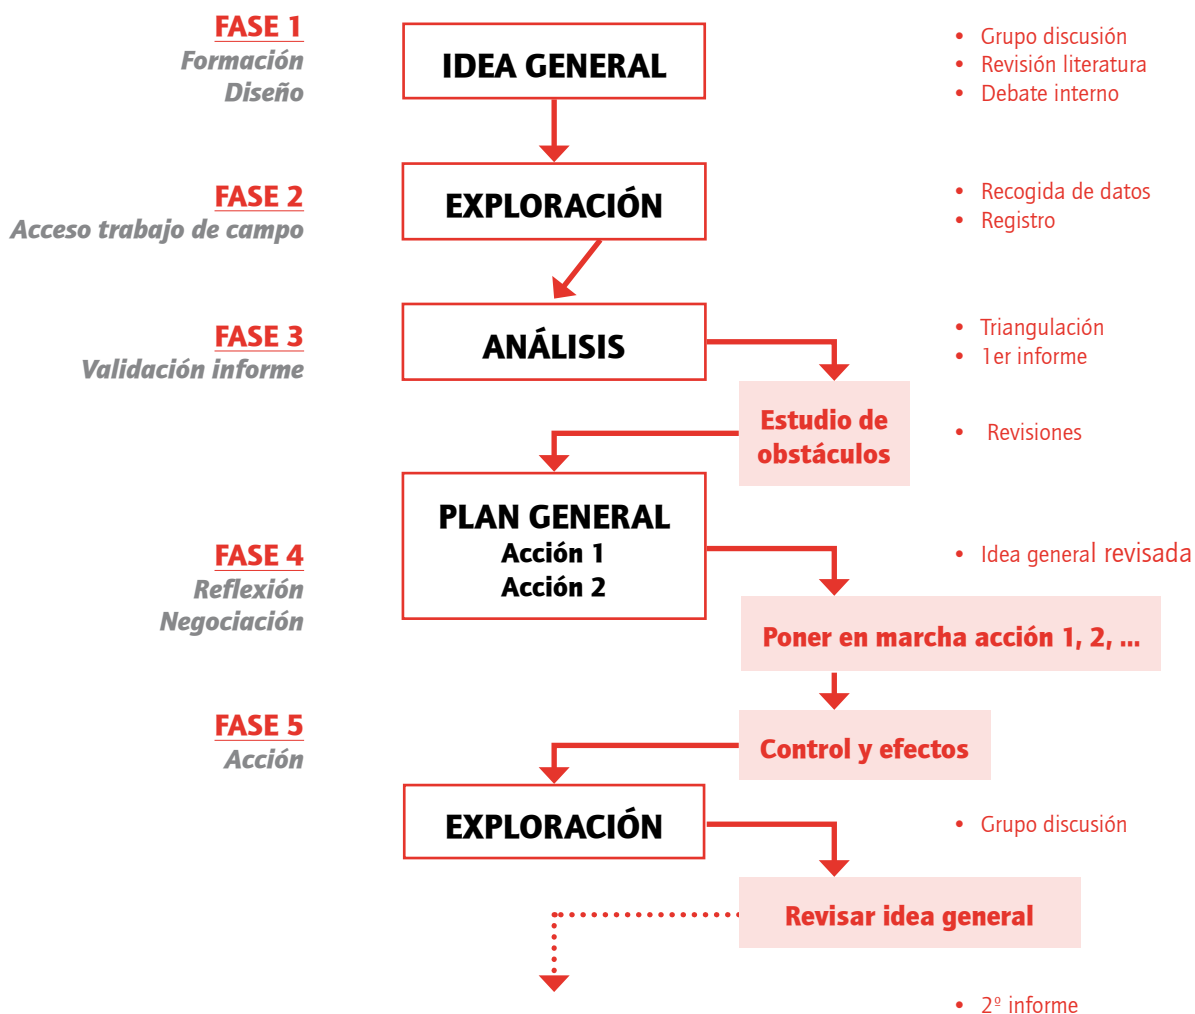 FASE 1
Formación
Diseño
IDEA GENERAL
• Grupo discusión
• Revisión literatura
• Debate interno
FASE 2
Acceso trabajo de campo
EXPLORACIÓN
• Recogida de datos
• Registro
FASE 3
Validación informe
ANÁLISIS
• Triangulación
• 1er informe
Estudio de
obstáculos
• Revisiones
FASE 4
Reflexión
Negociación
PLAN GENERAL
Acción 1
Acción 2
• Idea general revisada
Poner en marcha acción 1, 2, ...
FASE 5
Acción
Control y efectos
EXPLORACIÓN
• Grupo discusión
Revisar idea general
• 2º informe